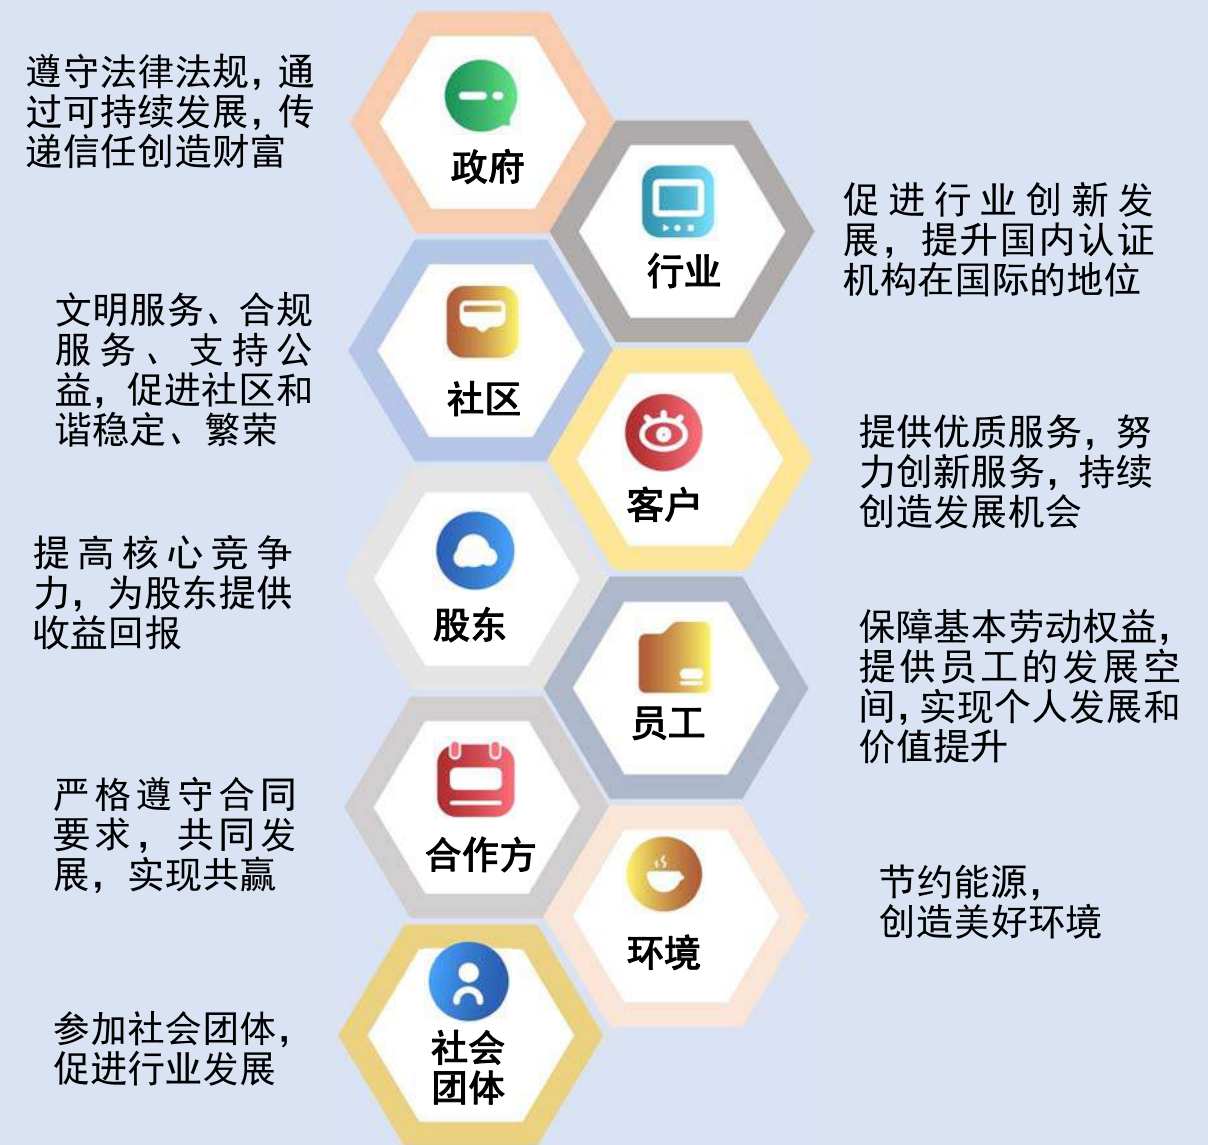 遵守法律法规，通
过可持续发展，传
递信任创造财富
政府
促进行业创新发
展，提升国内认证
机构在国际的地位
行业
文明服务、合规
服务、支持公
益，促进社区和
谐稳定、繁荣
社区
提供优质服务，努
力创新服务，持续
创造发展机会
客户
提高核心竞争
力，为股东提供
收益回报
股东
保障基本劳动权益，
提供员工的发展空
间，实现个人发展和
价值提升
员工
严格遵守合同
要求，共同发
展，实现共赢
合作方
节约能源，
创造美好环境
环境
参加社会团体，
促进行业发展
社会
团体